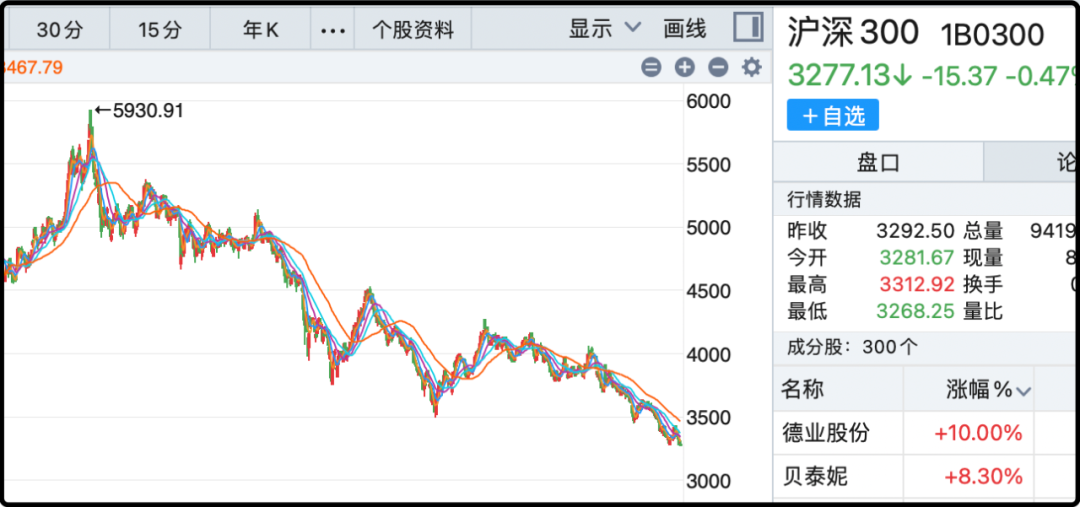 30分 15分 年K ... 个股资料 显示 画线
3467.79
←5930.91
6000
5500
5000
4500
4000
3500
3000
沪深300 1B0300
3277.13↓ -15.37 -0.47%
+自选
盘口 论
行情数据
昨收 3292.50 总量 9419
今开 3281.67 现量 8
最高 3312.92 换手 0
最低 3268.25 量比
成分股：300个
名称 涨幅%
德业股份 +10.00%
贝泰妮 +8.30%